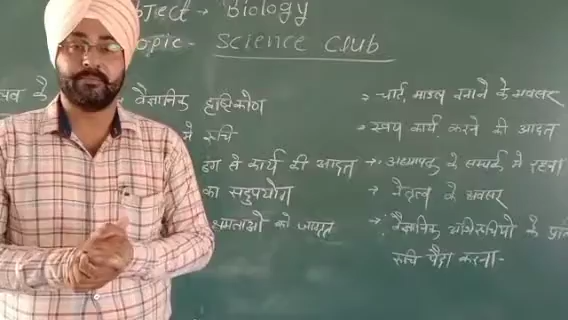 ject → Biology
opic - Science club
वैज्ञानिक दृष्टिकोण
में रूचि-
ढंग से कार्य की आदत
का सदुपयोग
क्षमताओं को जागृत
→ चार्ट, माडल बनाने के अवसर
→ स्वयं कार्य करने की आदत
→ अध्यापक के सम्पर्क में रहना
→ नेतृत्व के अवसर
→ वैज्ञानिक अभिरूचियों के प्रति
रूचि पैदा करना-